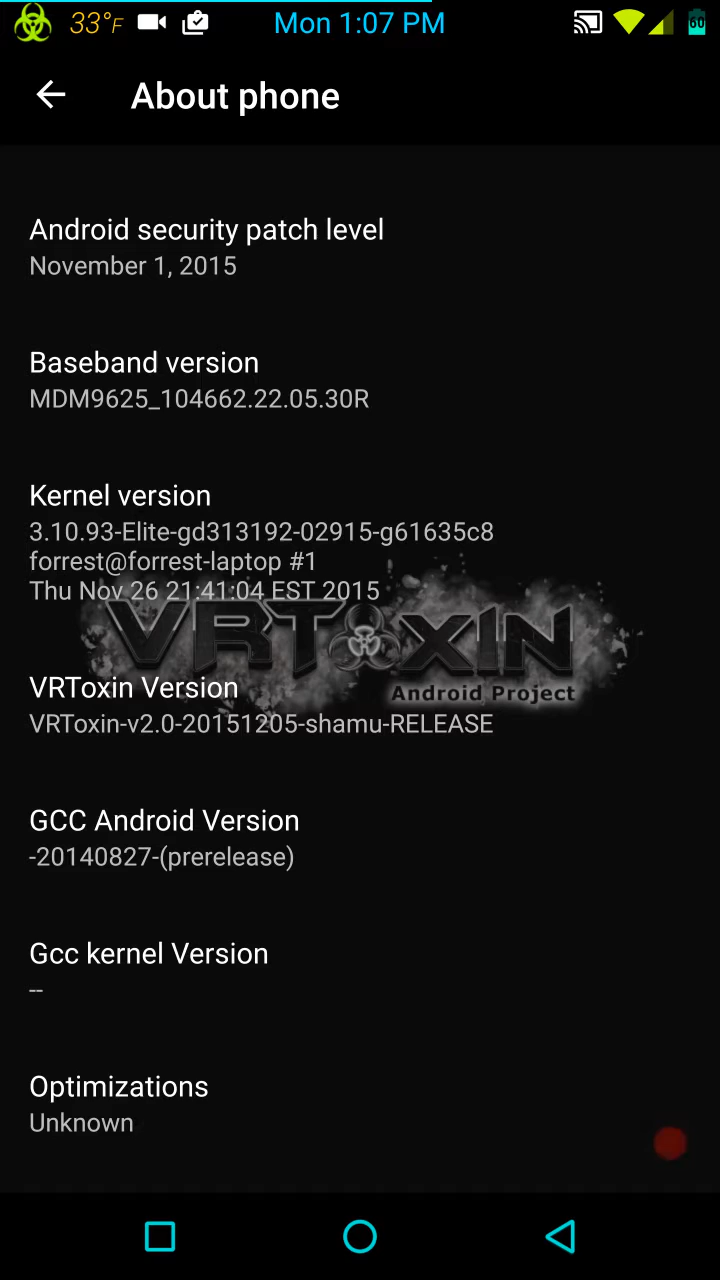 33°F
Mon 1:07 PM
60
About phone
Android security patch level
November 1, 2015
Baseband version
MDM9625_104662.22.05.30R
Kernel version
3.10.93-Elite-gd313192-02915-g61635c8
forrest@forrest-laptop #1
Thu Nov 26 21:41:04 EST 2015
VRTOXIN
Android Project
VRToxin Version
VRToxin-v2.0-20151205-shamu-RELEASE
GCC Android Version
-20140827-(prerelease)
Gcc kernel Version
--
Optimizations
Unknown